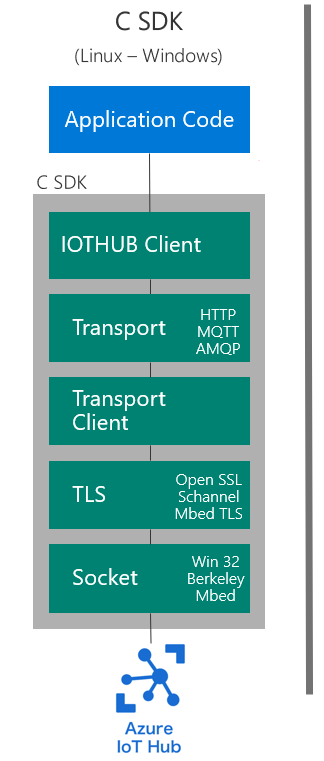 C SDK
(Linux – Windows)
Application Code
C SDK
IOTHUB Client
Transport
HTTP
MQTT
AMQP
Transport
Client
TLS
Open SSL
Schannel
Mbed TLS
Socket
Win 32
Berkeley
Mbed
Azure
IoT Hub